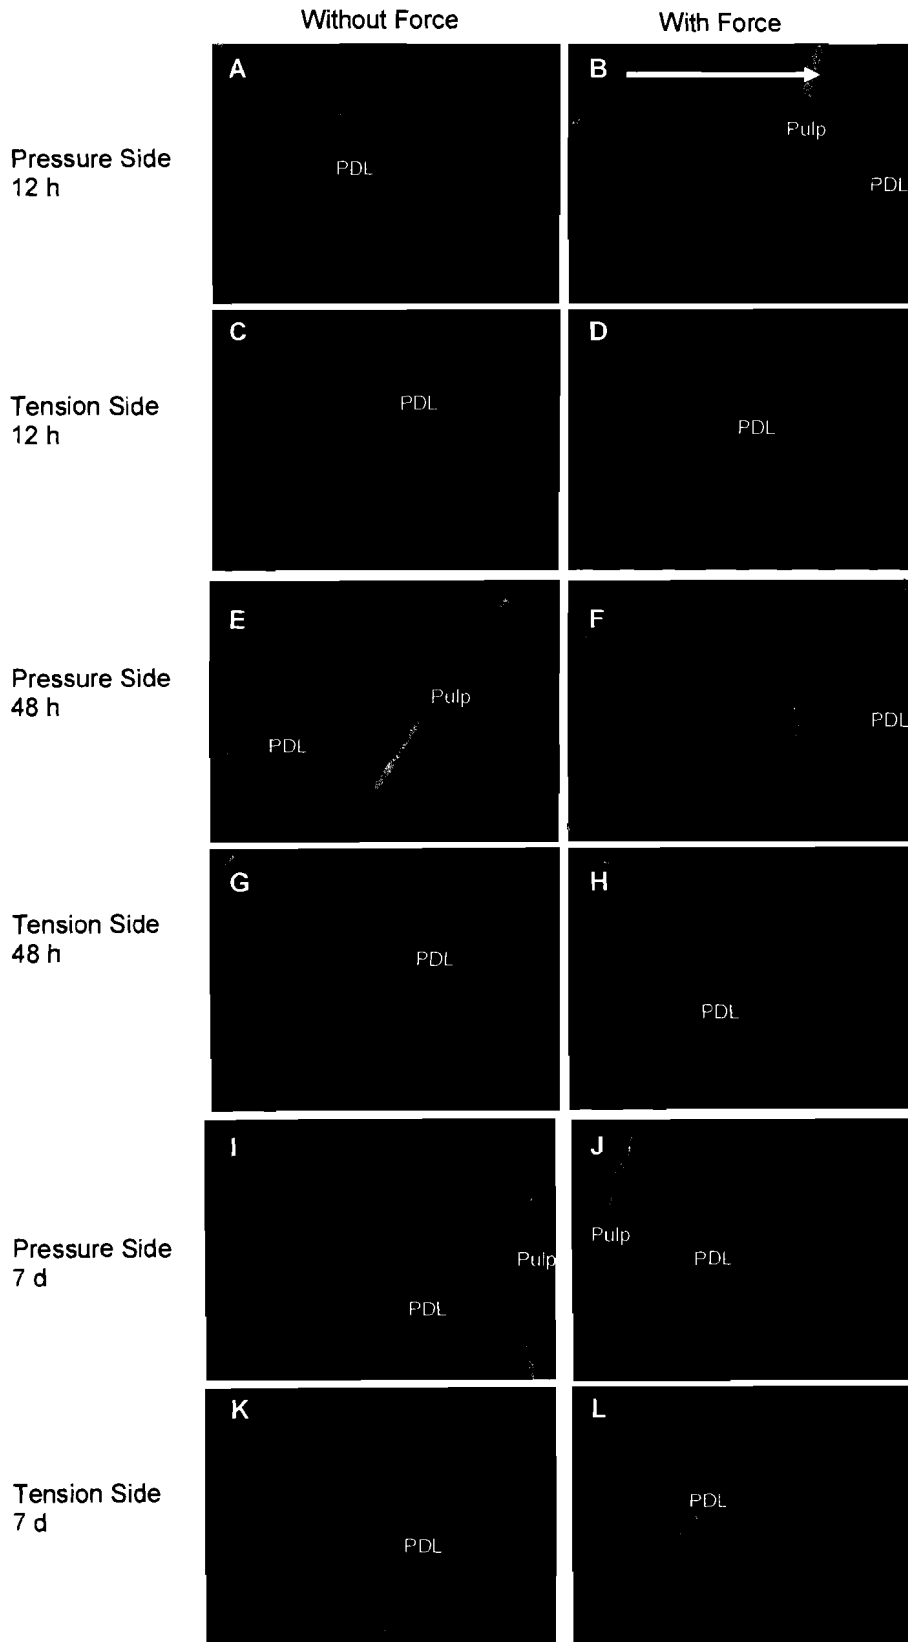 Without Force
With Force
Pressure Side
12 h
A
PDL
B
Pulp
PDL
Tension Side
12 h
C
PDL
D
PDL
Pressure Side
48 h
E
Pulp
PDL
F
PDL
Tension Side
48 h
G
PDL
H
PDL
Pressure Side
7 d
I
Pulp
PDL
J
Pulp
PDL
Tension Side
7 d
K
PDL
L
PDL